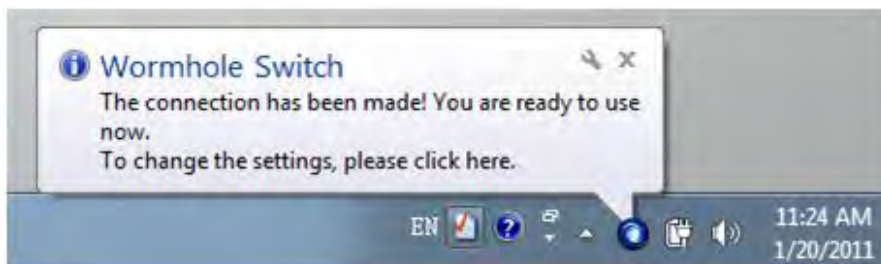 Wormhole Switch
The connection has been made! You are ready to use
now.
To change the settings, please click here.
EN
11:24 AM
1/20/2011